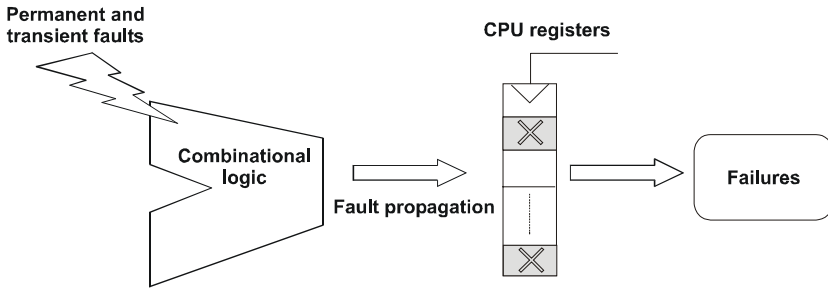 Permanent and
transient faults
CPU registers
Combinational
logic
Fault propagation
Failures